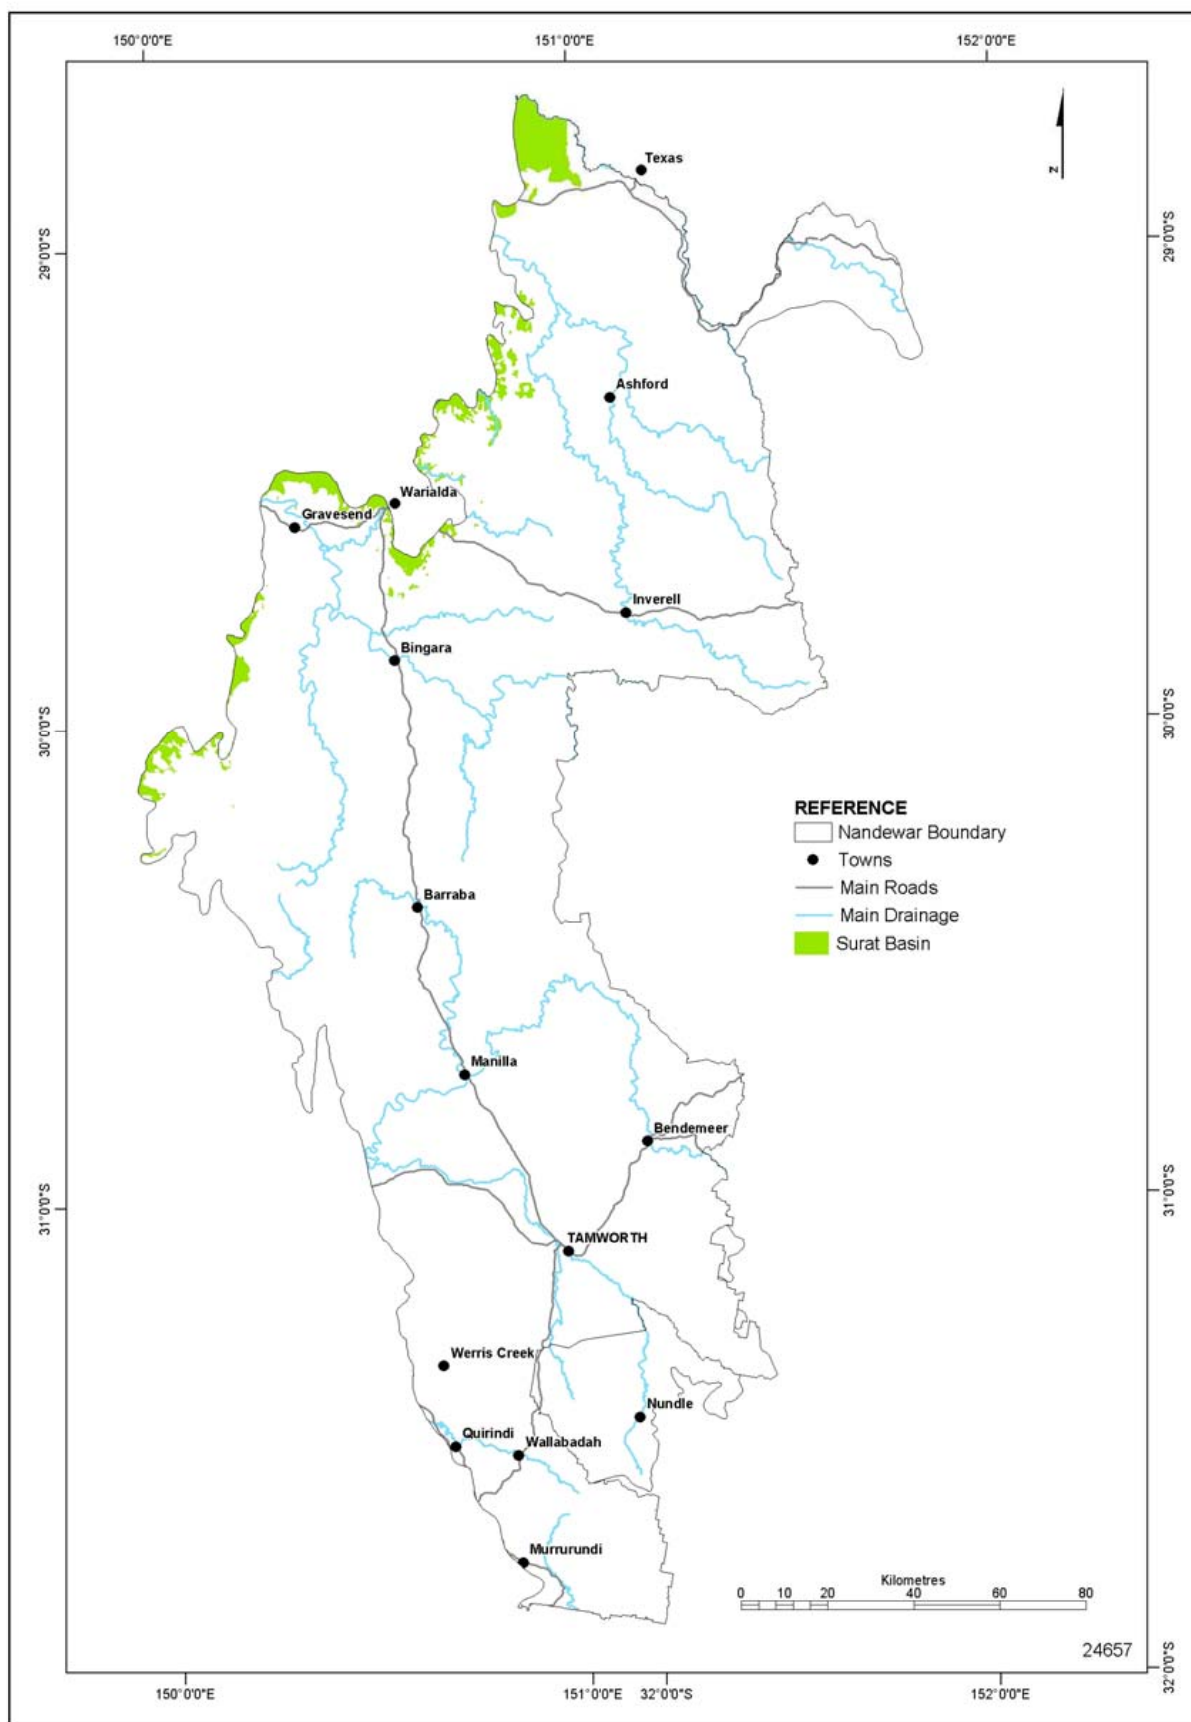 150°0'0"E
151°0'0"E
152°0'0"E
N
Texas
29°0'0"S
29°0'0"S
Ashford
Warialda
Gravesend
Inverell
Bingara
30°0'0"S
30°0'0"S
REFERENCE
Nandewar Boundary
Towns
Main Roads
Main Drainage
Surat Basin
Barraba
Manilla
Bendemeer
31°0'0"S
31°0'0"S
TAMWORTH
Werris Creek
Nundle
Quirindi
Wallabadah
Murrurundi
Kilometres
0 10 20 40 60 80
24657
32°0'0"S
150°0'0"E
151°0'0"E
32°0'0"S
152°0'0"E